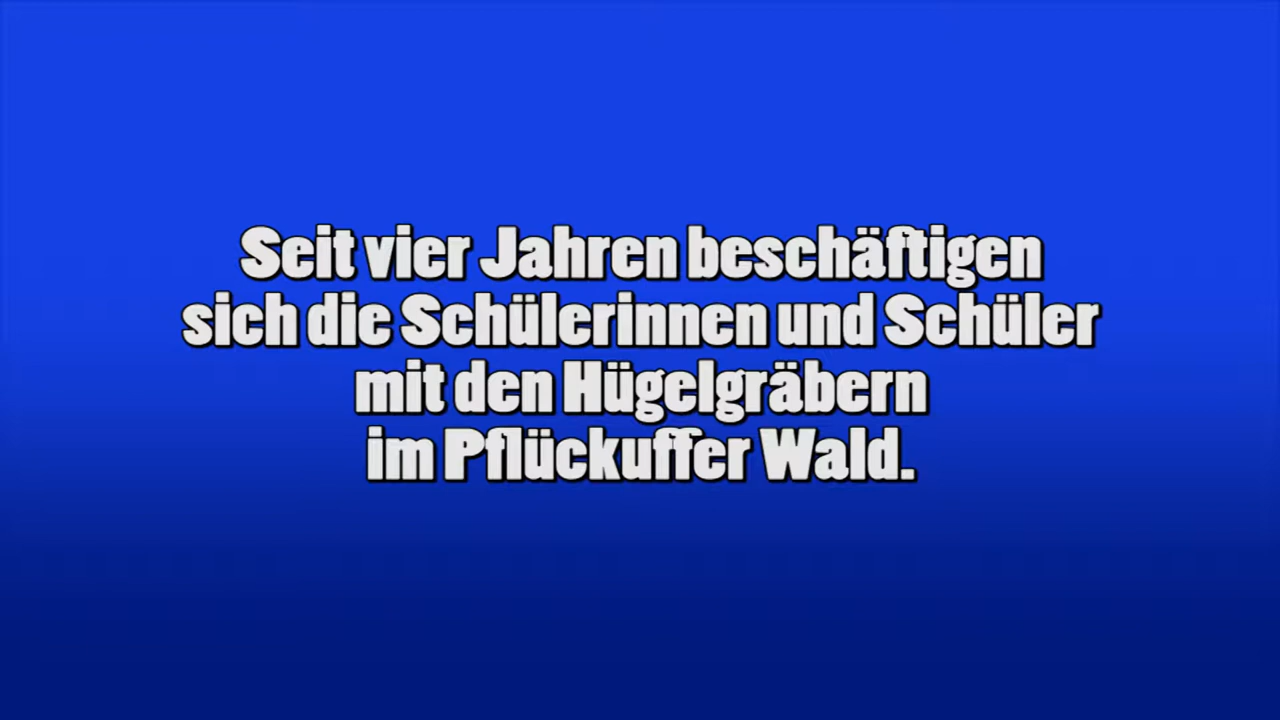 Seit vier Jahren beschäftigen
sich die Schülerinnen und Schüler
mit den Hügelgräbern
im Pflückuffer Wald.